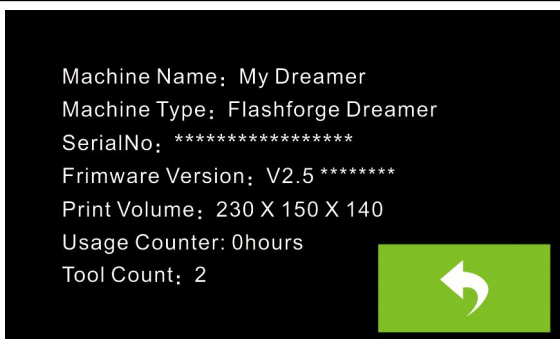 Machine Name：My Dreamer
Machine Type：Flashforge Dreamer
SerialNo：*****************
Frimware Version：V2.5 ********
Print Volume：230 X 150 X 140
Usage Counter: 0hours
Tool Count：2